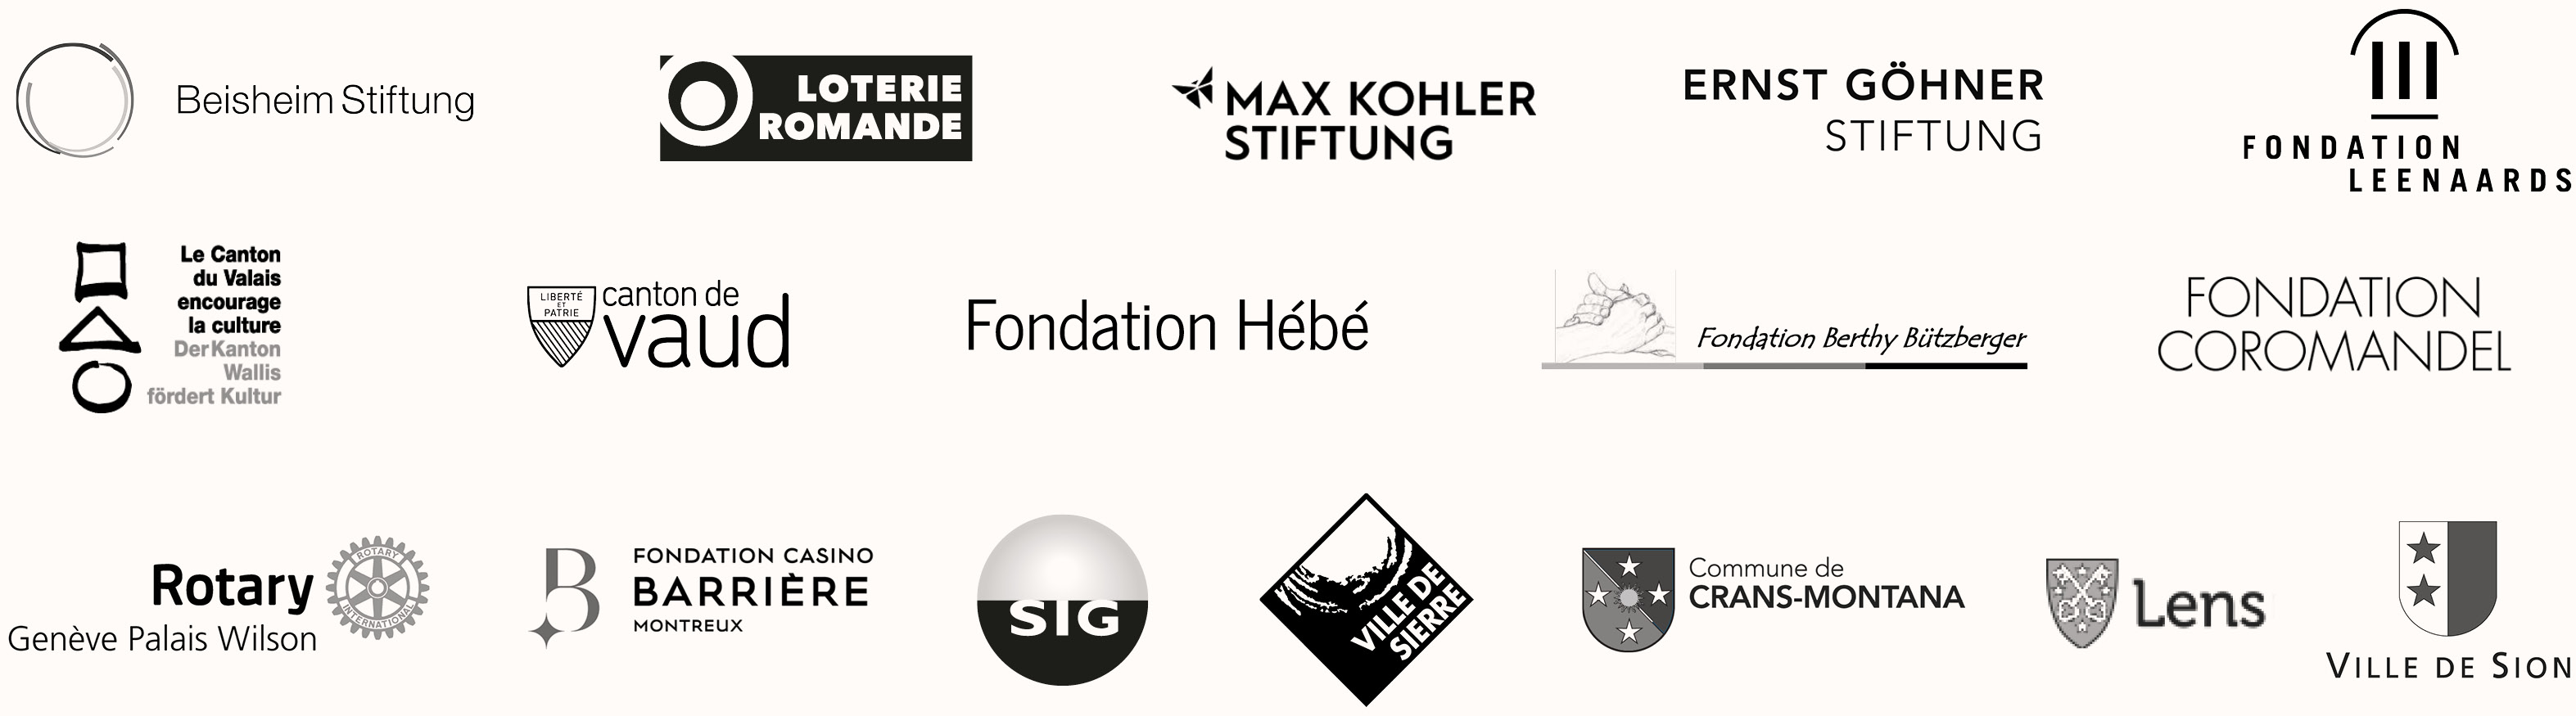 Beisheim Stiftung
LOTERIE
ROMANDE
MAX KOHLER
STIFTUNG
ERNST GÖHNER
STIFTUNG
FONDATION
LEENAARDS
Le Canton
du Valais
encourage
la culture
Der Kanton
Wallis
fördert Kultur
LIBERTÉ
ET
PATRIE
canton de
vaud
Fondation Hébé
Fondation Berthy Bützberger
FONDATION
COROMANDEL
Rotary
Genève Palais Wilson
ROTARY
INTERNATIONAL
B
FONDATION CASINO
BARRIÈRE
MONTREUX
SIG
VILLE DE
SIERRE
Commune de
CRANS-MONTANA
Lens
VILLE DE SION